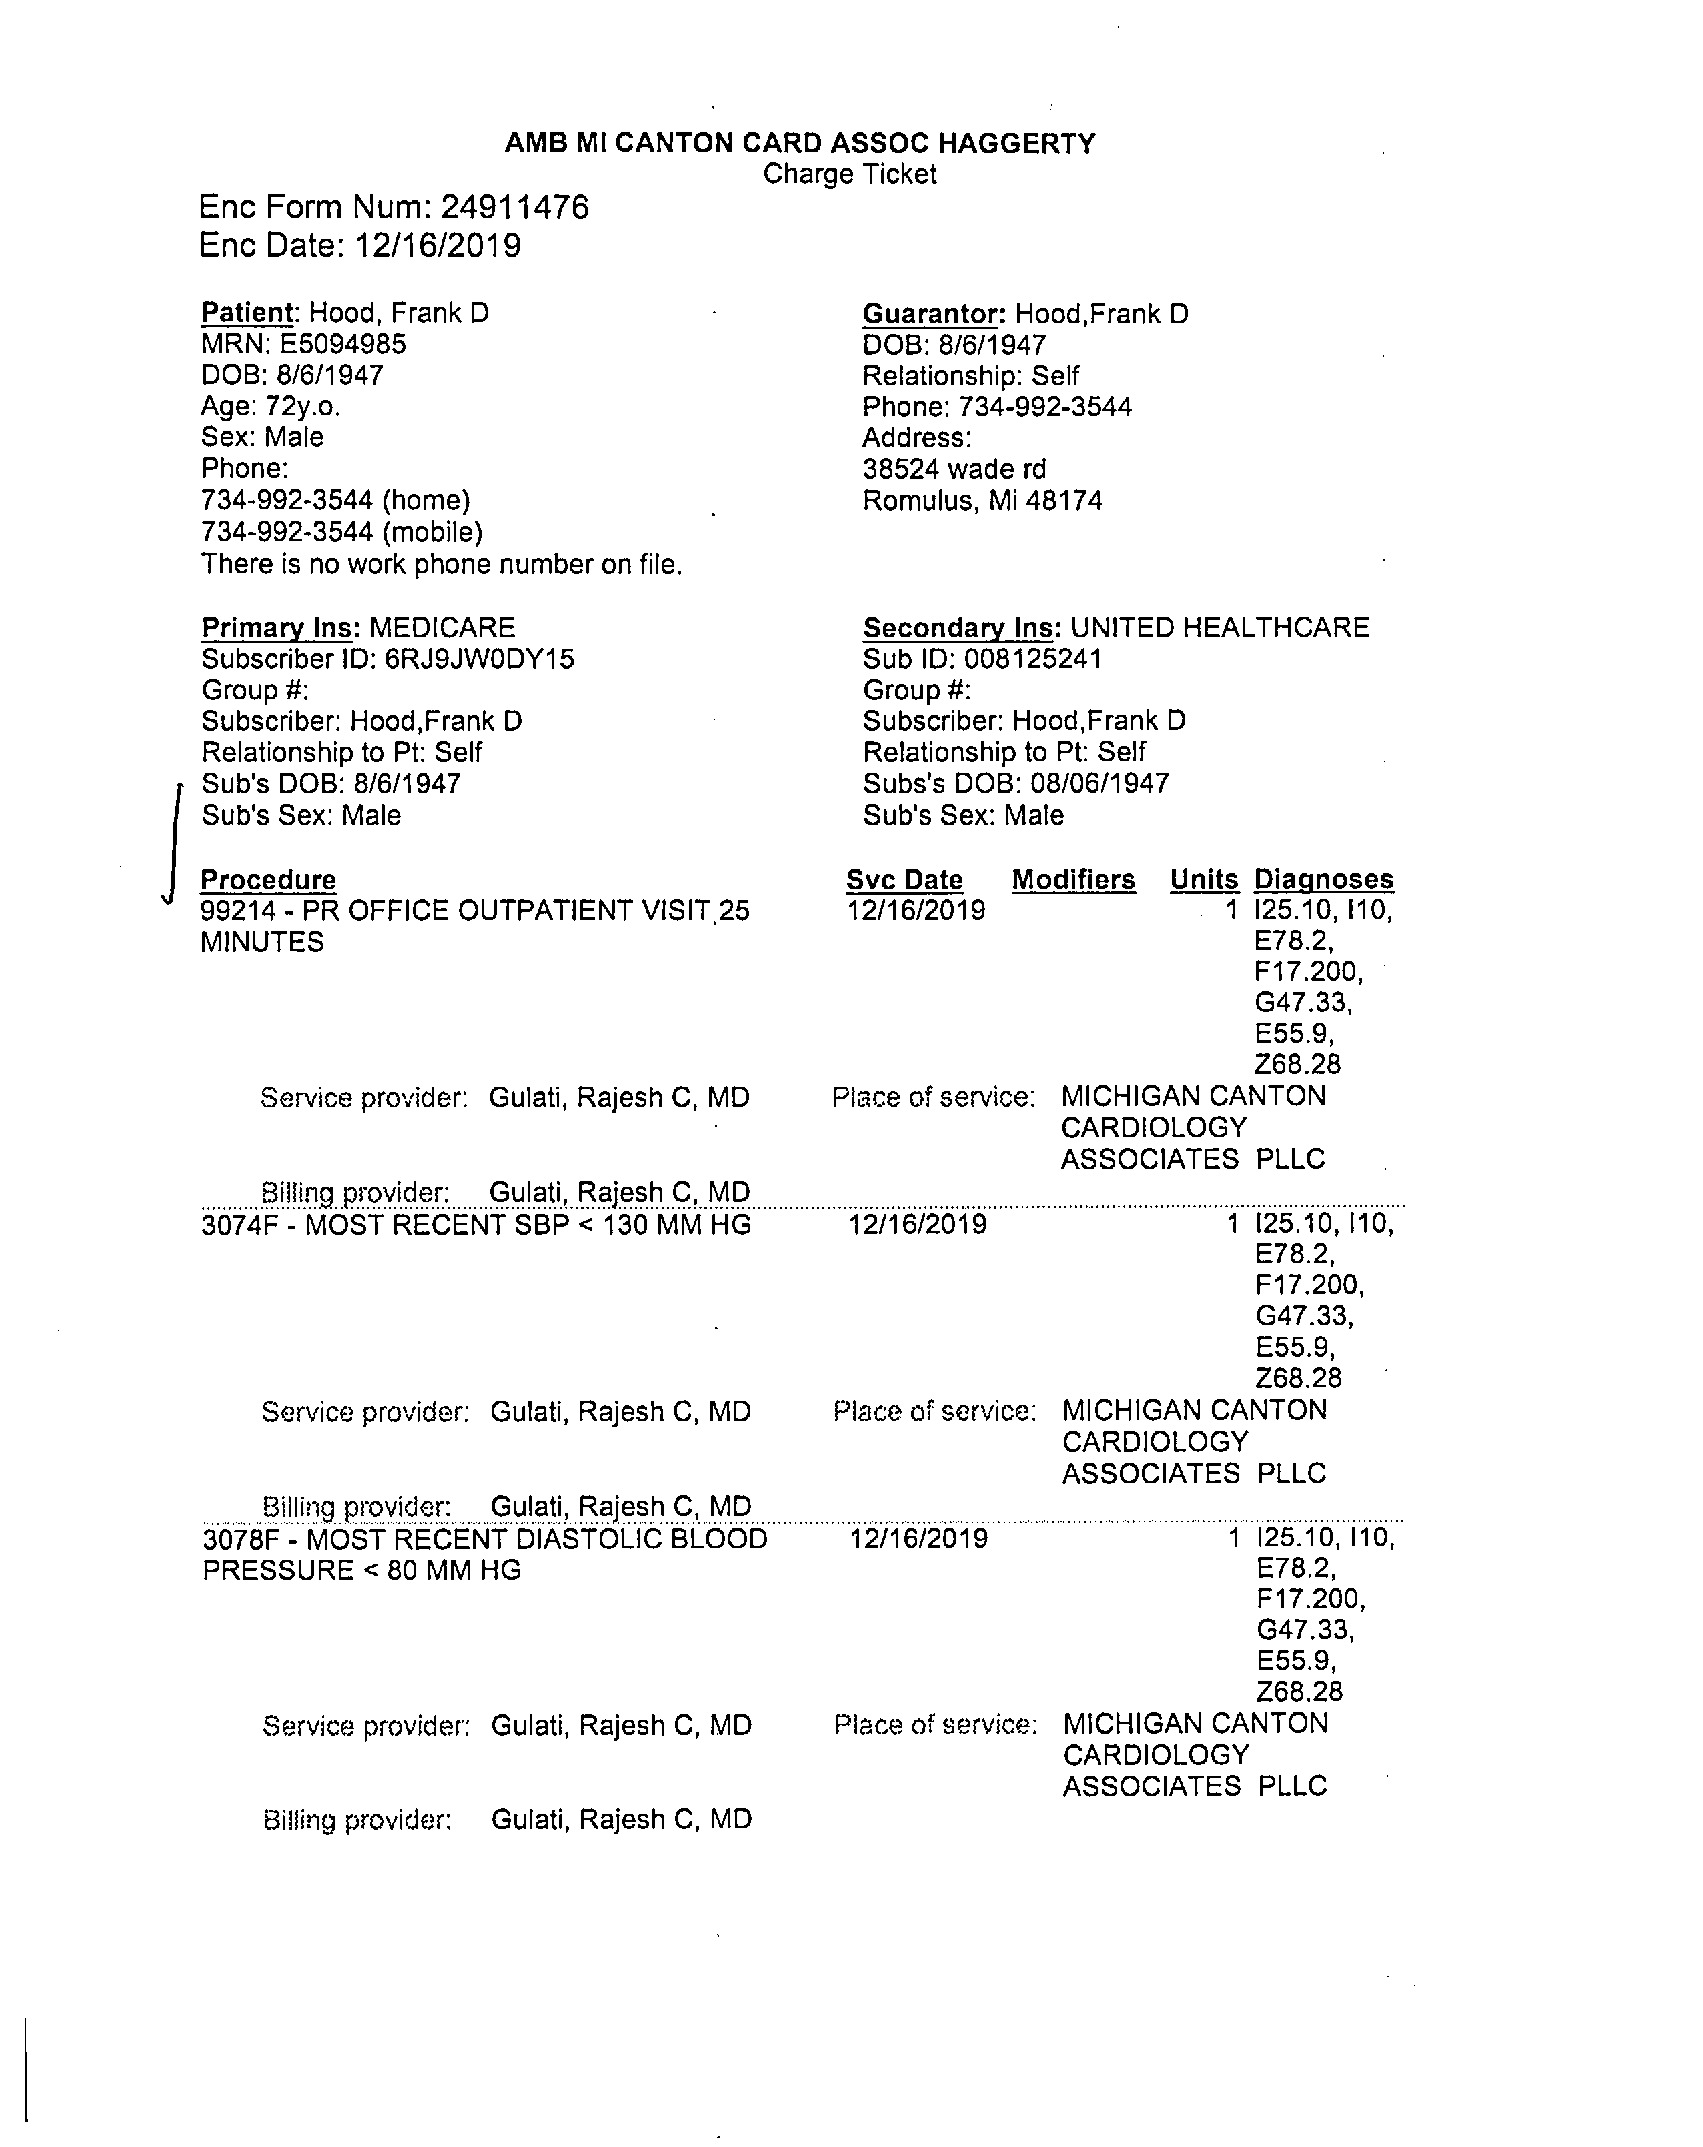 AMB MI CANTON CARD ASSOC HAGGERTY
Charge Ticket
Enc Form Num: 24911476
Enc Date: 12/16/2019
Patient: Hood, Frank D
MRN: E5094985
DOB: 8/6/1947
Age: 72y.o.
Sex: Male
Phone:
734-992-3544 (home)
734-992-3544 (mobile)
There is no work phone number on file.
Guarantor: Hood,Frank D
DOB: 8/6/1947
Relationship: Self
Phone: 734-992-3544
Address:
38524 wade rd
Romulus, Mi 48174
Primary Ins: MEDICARE
Subscriber ID: 6RJ9JW0DY15
Group #:
Subscriber: Hood,Frank D
Relationship to Pt: Self
Sub's DOB: 8/6/1947
Sub's Sex: Male
Secondary Ins: UNITED HEALTHCARE
Sub ID: 008125241
Group #:
Subscriber: Hood,Frank D
Relationship to Pt: Self
Subs's DOB: 08/06/1947
Sub's Sex: Male
Procedure Svc Date Modifiers Units Diagnoses
99214 - PR OFFICE OUTPATIENT VISIT 25 12/16/2019 1 I25.10, I10,
MINUTES E78.2,
F17.200,
G47.33,
E55.9,
Z68.28
Service provider: Gulati, Rajesh C, MD Place of service: MICHIGAN CANTON
CARDIOLOGY
ASSOCIATES PLLC
Billing provider: Gulati, Rajesh C, MD
3074F - MOST RECENT SBP < 130 MM HG 12/16/2019 1 I25.10, I10,
E78.2,
F17.200,
G47.33,
E55.9,
Z68.28
Service provider: Gulati, Rajesh C, MD Place of service: MICHIGAN CANTON
CARDIOLOGY
ASSOCIATES PLLC
Billing provider: Gulati, Rajesh C, MD
3078F - MOST RECENT DIASTOLIC BLOOD 12/16/2019 1 I25.10, I10,
PRESSURE < 80 MM HG E78.2,
F17.200,
G47.33,
E55.9,
Z68.28
Service provider: Gulati, Rajesh C, MD Place of service: MICHIGAN CANTON
CARDIOLOGY
ASSOCIATES PLLC
Billing provider: Gulati, Rajesh C, MD